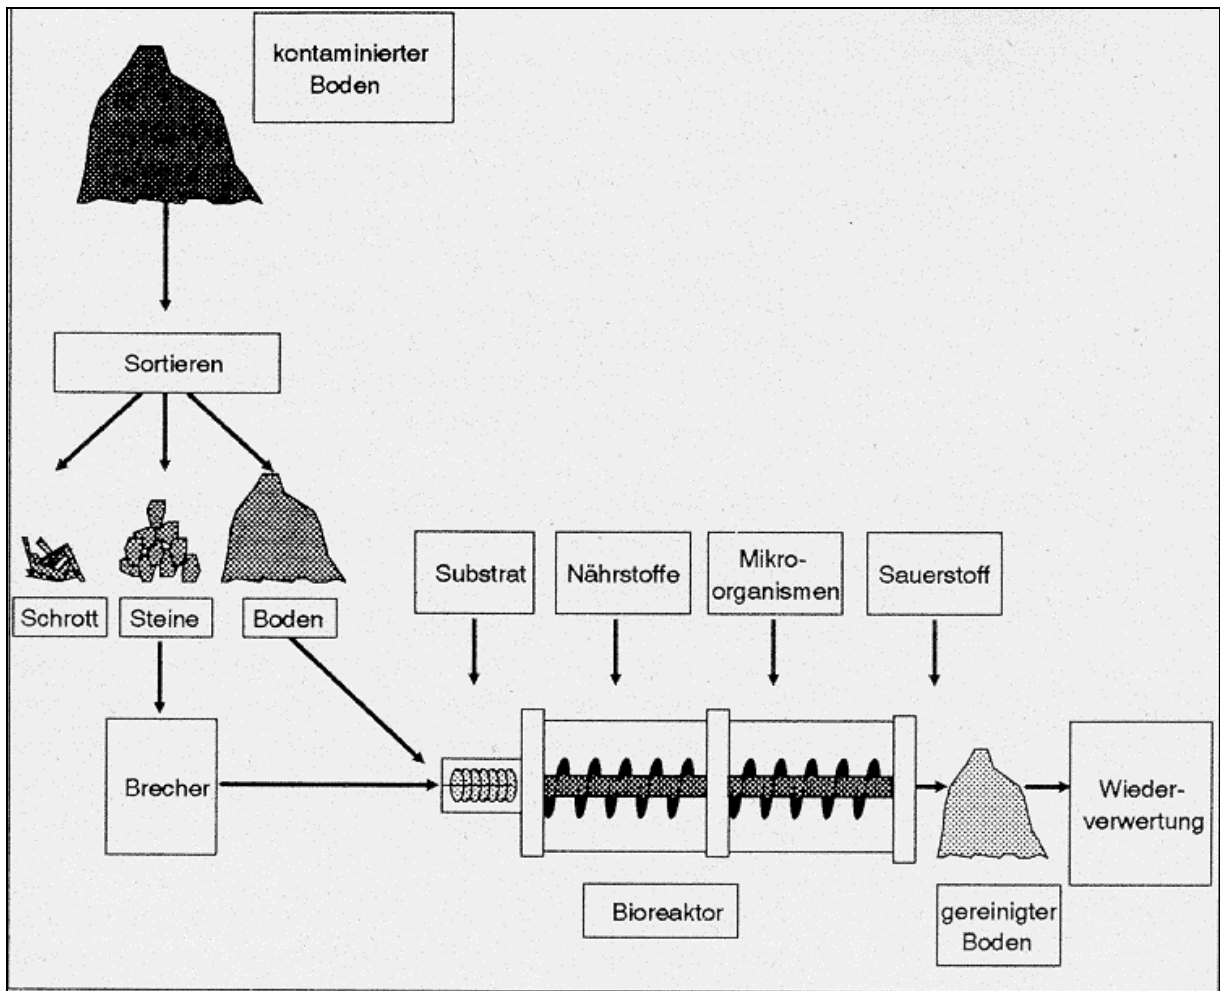 kontaminierter
Boden
Sortieren
Schrott
Steine
Boden
Substrat
Nährstoffe
Mikro-
organismen
Sauerstoff
Brecher
Wieder-
verwertung
Bioreaktor
gereinigter
Boden